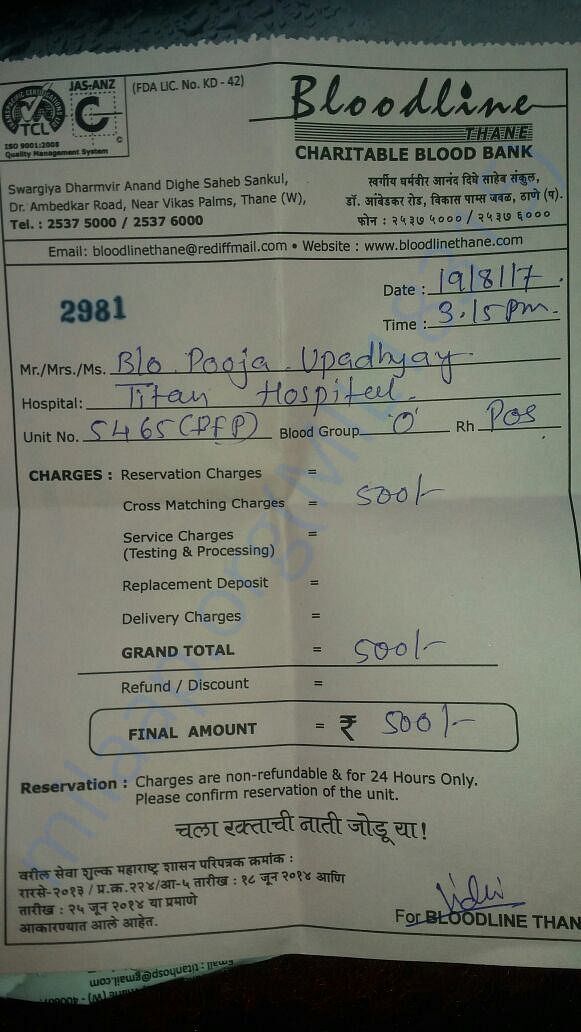 JAS-ANZ
TCL
C
ISO 9001:2008
Quality Management System
(FDA LIC. No. KD - 42)
Bloodline
THANE
CHARITABLE BLOOD BANK
Swargiya Dharmvir Anand Dighe Saheb Sankul,
Dr. Ambedkar Road, Near Vikas Palms, Thane (W),
Tel. : 2537 5000 / 2537 6000
स्वर्गीय धर्मवीर आनंद दिघे साहेब संकुल,
डॉ. आंबेडकर रोड, विकास पाम्स जवळ, ठाणे (प).
फोन : २५३७ ५००० / २५३७ ६०००
Email: bloodlinethane@rediffmail.com • Website : www.bloodlinethane.com
2981
Date : 19/8/17
Time : 3.15 pm.
Mr./Mrs./Ms. B/o Pooja Upadhyay
Hospital: Titan Hospital.
Unit No. 5465 (PFP) Blood Group 'O' Rh Pos
CHARGES : Reservation Charges =
Cross Matching Charges = 500/-
Service Charges =
(Testing & Processing)
Replacement Deposit =
Delivery Charges =
GRAND TOTAL = 500/-
Refund / Discount =
FINAL AMOUNT = ₹ 500/-
Reservation : Charges are non-refundable & for 24 Hours Only.
Please confirm reservation of the unit.
चला रक्ताची नाती जोडू या!
वरील सेवा शुल्क महाराष्ट्र शासन परिपत्रक क्रमांक :
रारसे-२०१३ / प्र.क्र.२२४/आ-५ तारीख : १८ जून २०१४ आणि
तारीख : २५ जून २०१४ या प्रमाणे
आकारण्यात आले आहेत.
For BLOODLINE THAN
Email: titanhosp@gmail.com
milaap.org